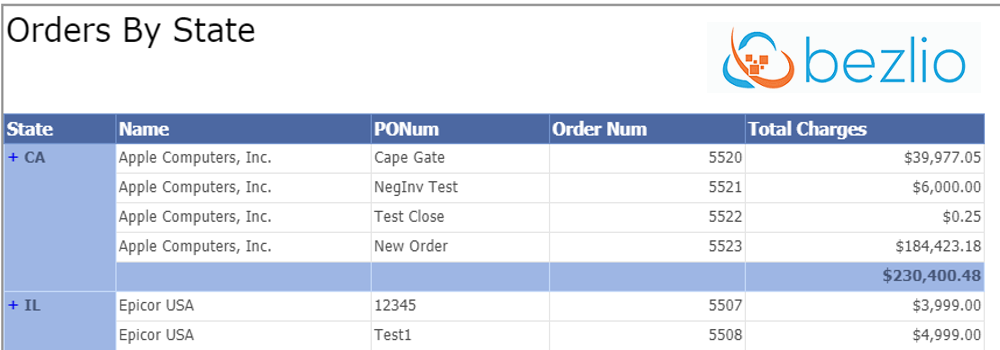 Orders By State
bezlio
State Name PONum Order Num Total Charges
+ CA Apple Computers, Inc. Cape Gate 5520 $39,977.05
Apple Computers, Inc. NegInv Test 5521 $6,000.00
Apple Computers, Inc. Test Close 5522 $0.25
Apple Computers, Inc. New Order 5523 $184,423.18
$230,400.48
+ IL Epicor USA 12345 5507 $3,999.00
Epicor USA Test1 5508 $4,999.00